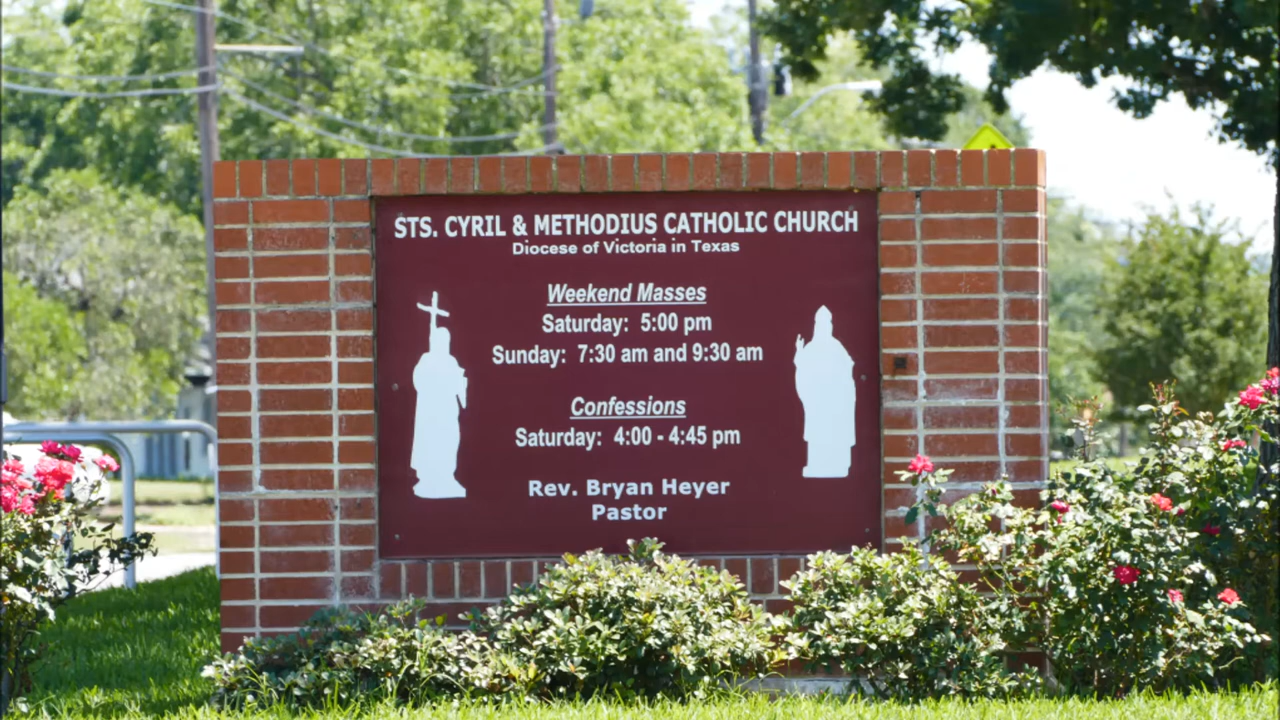 STS. CYRIL & METHODIUS CATHOLIC CHURCH
Diocese of Victoria in Texas
Weekend Masses
Saturday: 5:00 pm
Sunday: 7:30 am and 9:30 am
Confessions
Saturday: 4:00 - 4:45 pm
Rev. Bryan Heyer
Pastor